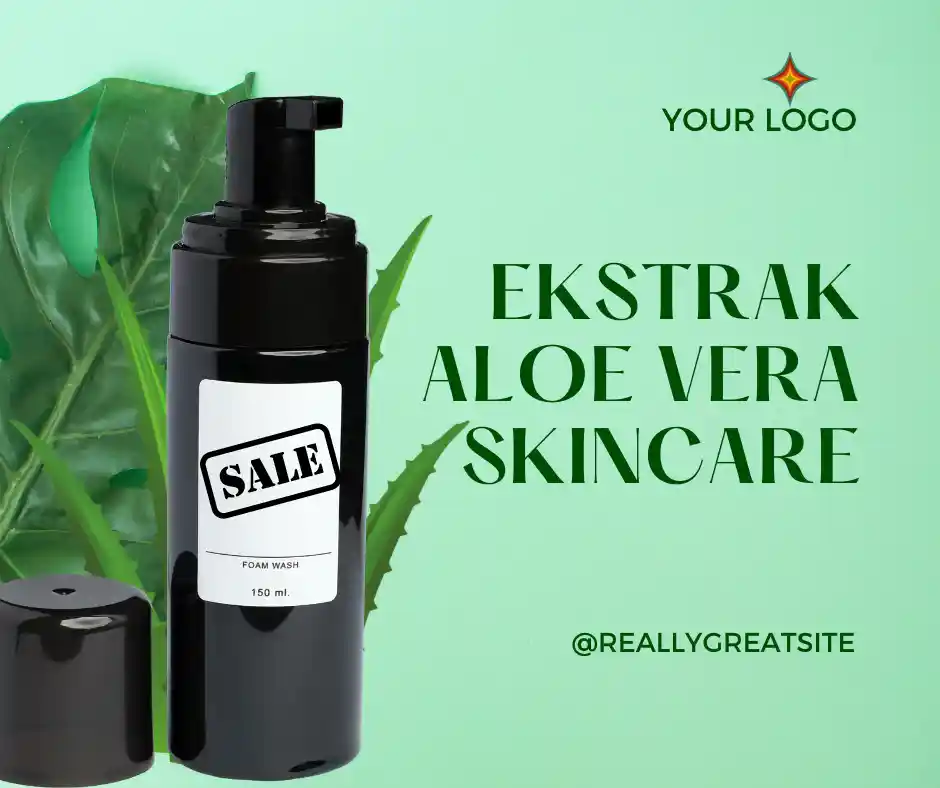 YOUR LOGO
EKSTRAK
ALOE VERA
SKINCARE
SALE
FOAM WASH
150 ml.
@REALLYGREATSITE